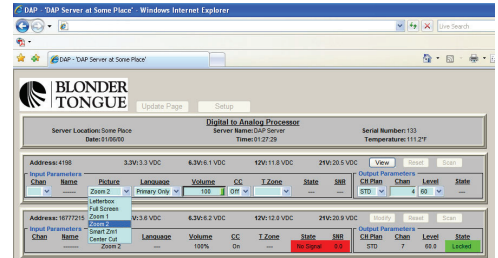 DAP - 'DAP Server at Some Place' - Windows Internet Explorer
Live Search
DAP - 'DAP Server at Some Place'
BLONDER
TONGUE
Update Page Setup
Digital to Analog Processor
Server Location: Some Place Server Name: DAP Server Serial Number: 133
Date: 01/06/00 Time: 01:27:29 Temperature: 111.2°F
Address: 4198 3.3V: 3.3 VDC 6.3V: 6.1 VDC 12V: 11.8 VDC 21V: 20.5 VDC View Reset Scan
Input Parameters Output Parameters
Chan Name Picture Language Volume CC T.Zone State SNR CH Plan Chan Level State
---- Zoom 2 Primary Only 100 Off --- --- STD 4 60 ---
Letterbox
Full Screen
Zoom 1
Zoom 2
Smart Zm1
Center Cut
Address: 16777215 V: 3.6 VDC 6.3V: 6.2 VDC 12V: 12.0 VDC 21V: 20.9 VDC Modify Reset Scan
Input Parameters Output Parameters
Chan Name Language Volume CC T.Zone State SNR CH Plan Chan Level State
--- ---- Zoom 2 --- 100% On --- No Signal 0.0 STD 7 60.0 Locked